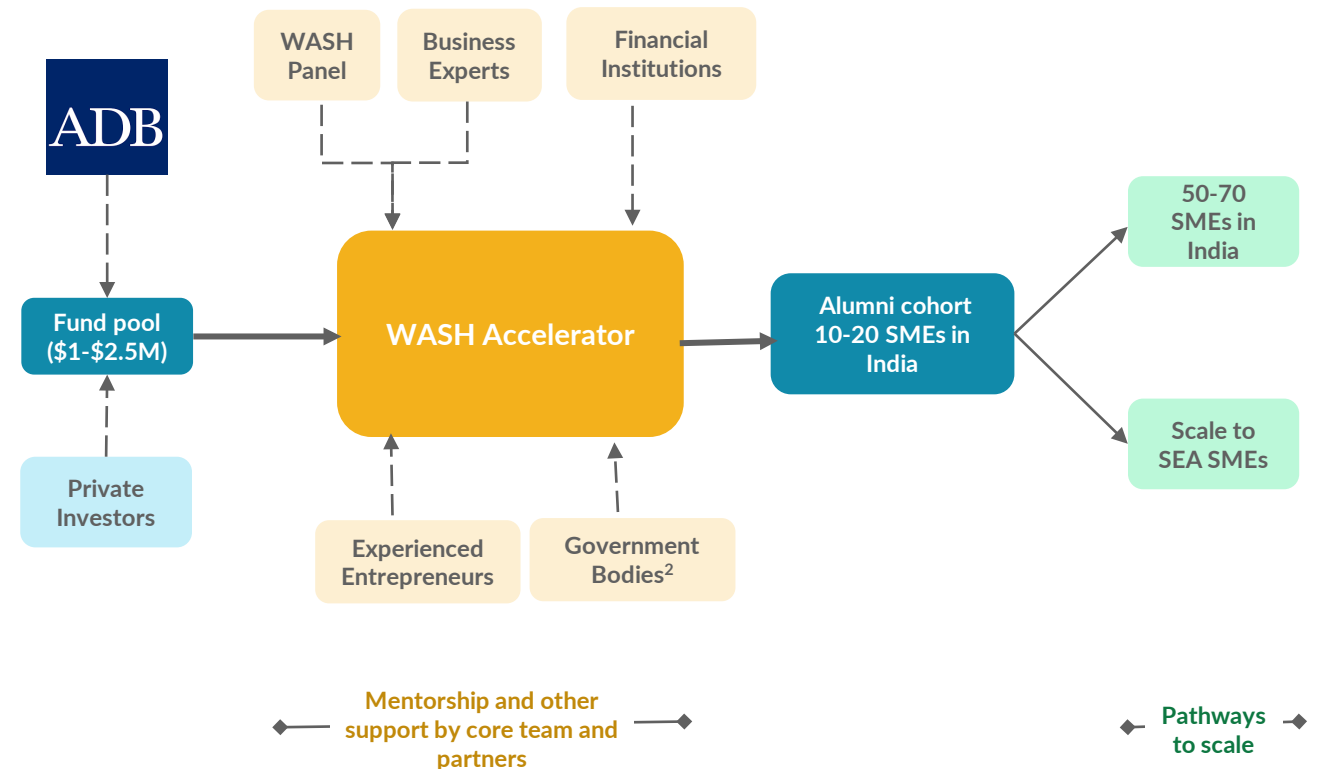 WASH
Panel
Business
Experts
Financial
Institutions
ADB
50-70
SMEs in
India
Fund pool
($1-$2.5M)
WASH Accelerator
Alumni cohort
10-20 SMEs in
India
Scale to
SEA SMEs
Private
Investors
Experienced
Entrepreneurs
Government
Bodies²
Mentorship and other
support by core team and
partners
Pathways
to scale